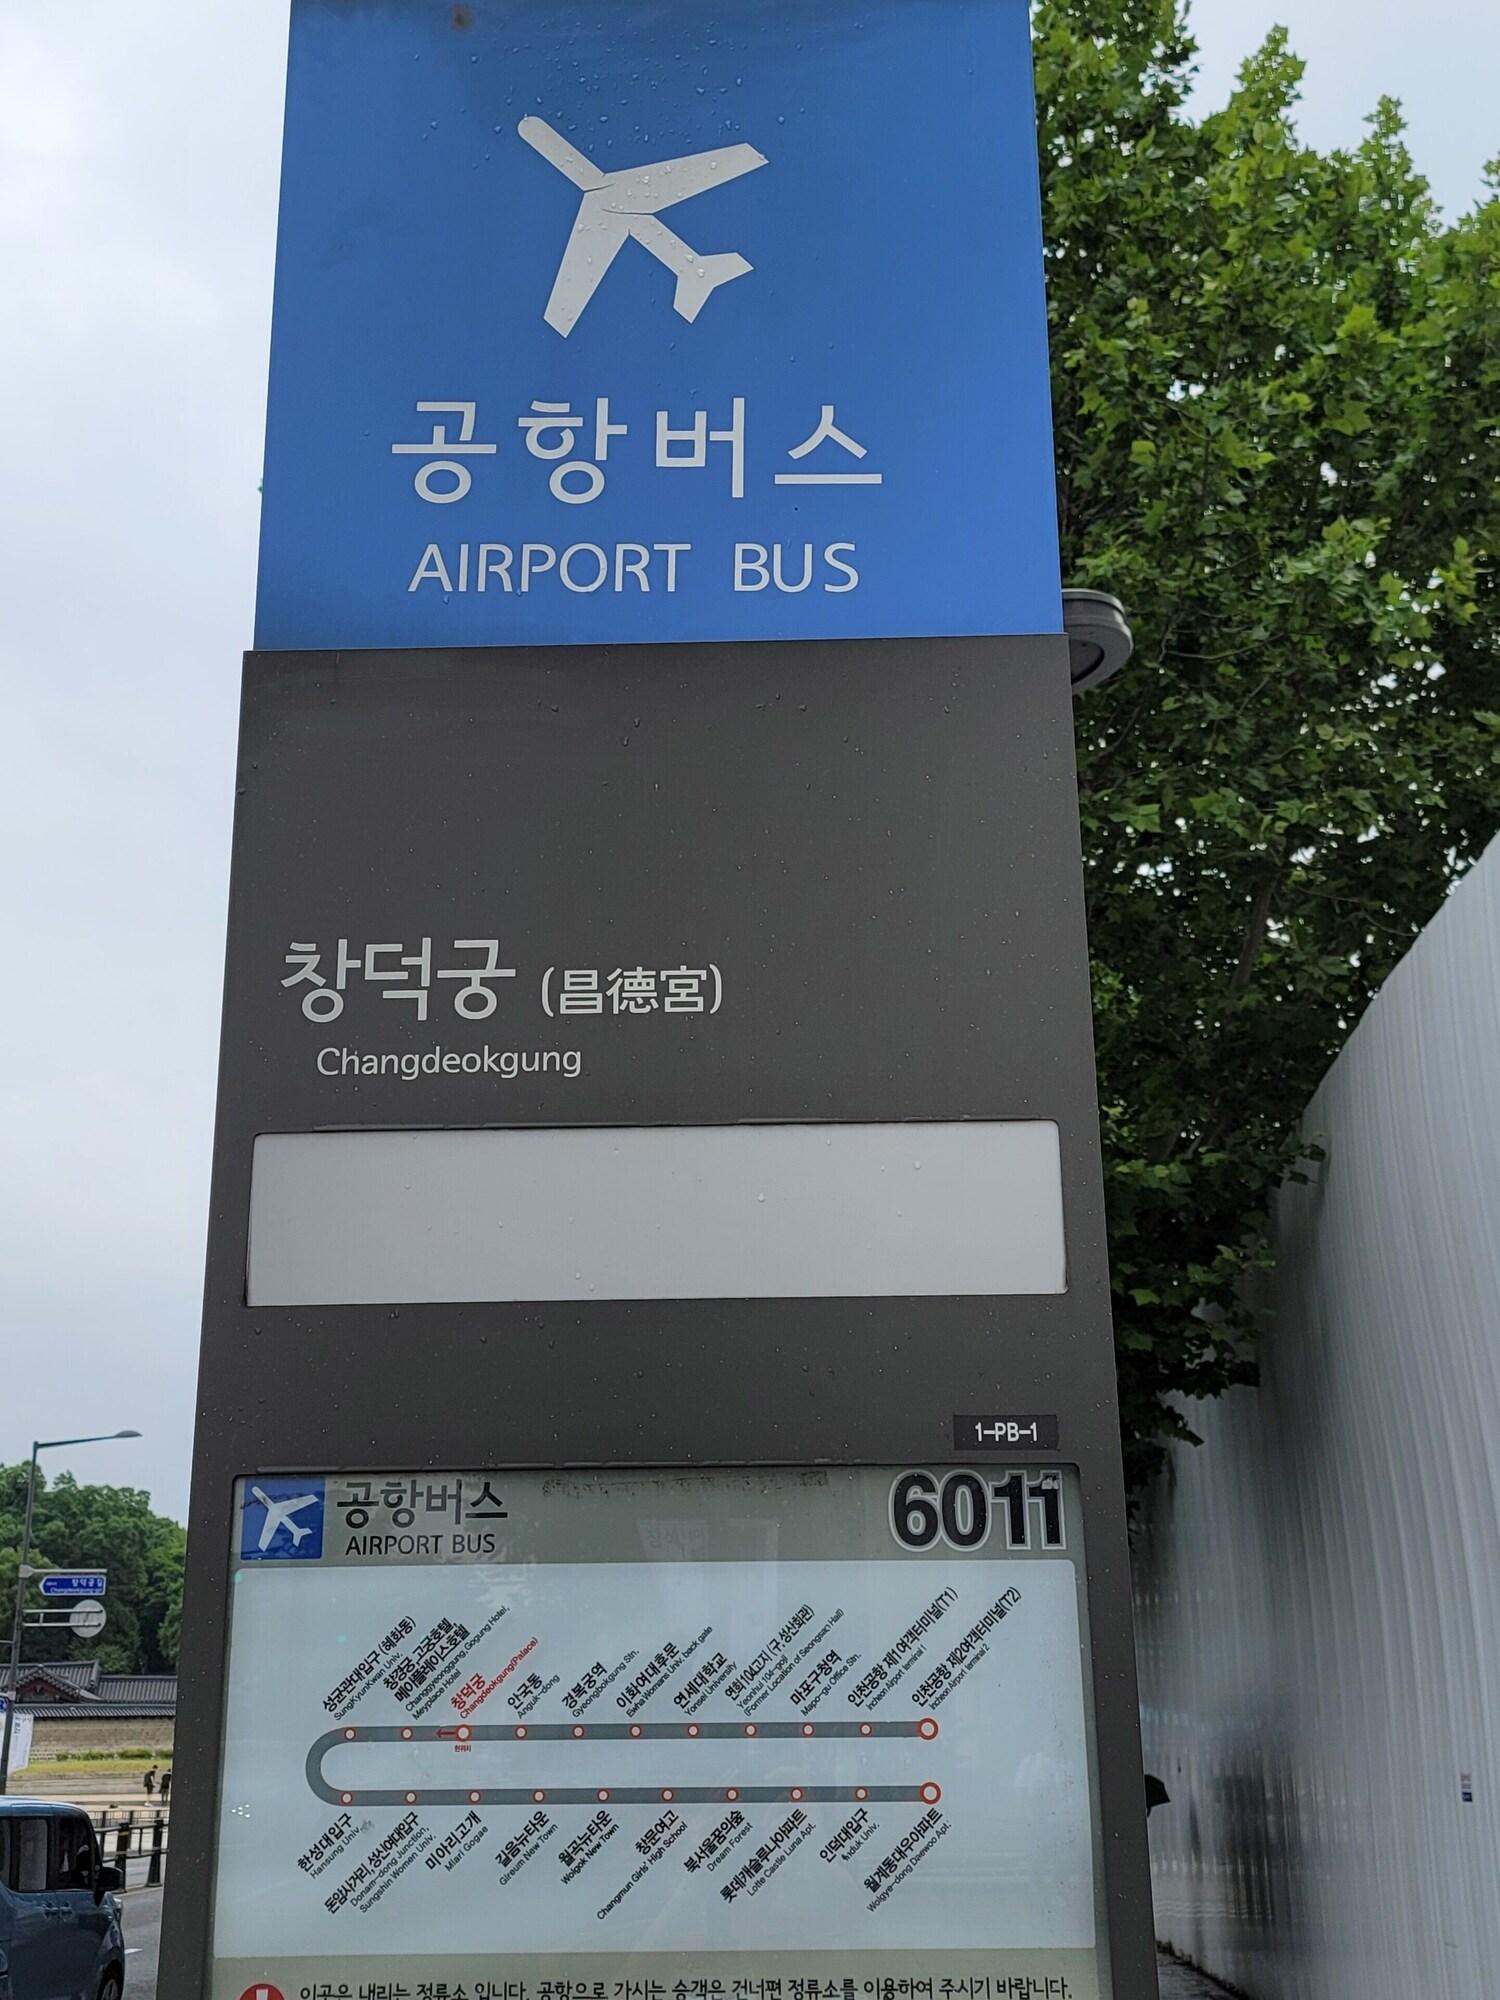 공항버스
AIRPORT BUS
창덕궁 (昌德宮)
Changdeokgung
1-PB-1
공항버스
AIRPORT BUS
6011
성균관대입구 (혜화동)
SungKyunKwan Univ.
창경궁.고궁호텔,
메이플레이스호텔
Changgyeonggung, Gogung Hotel,
Mayplace Hotel
창덕궁
Changdeokgung(Palace)
현위치
안국동
Anguk-dong
경복궁역
Gyeongbokgung Stn.
이화여대후문
Ewha Womans Univ. back gate
연세대학교
Yonsei University
연희104고지 (구.성산회관)
Yeonhui 104-goji
(Former Location of Seongsan Hall)
마포구청역
Mapo-gu Office Stn.
인천공항 제1여객터미널(T1)
Incheon Airport terminal 1
인천공항 제2여객터미널(T2)
Incheon Airport terminal 2
한성대입구
Hansung Univ.
돈암사거리,성신여대입구
Donam-dong Junction,
Sungshin Women Univ.
미아리고개
Miari Gogae
길음뉴타운
Gireum New Town
월곡뉴타운
Wolgok New Town
창문여고
Changmun Girls' High School
북서울꿈의숲
Dream Forest
롯데캐슬루나아파트
Lotte Castle Luna Apt.
인덕대입구
Induk Univ.
월계동대우아파트
Wolgye-dong Daewoo Apt.
이곳은 내리는 정류소 입니다. 공항으로 가시는 승객은 건너편 정류소를 이용하여 주시기 바랍니다.
창덕궁길